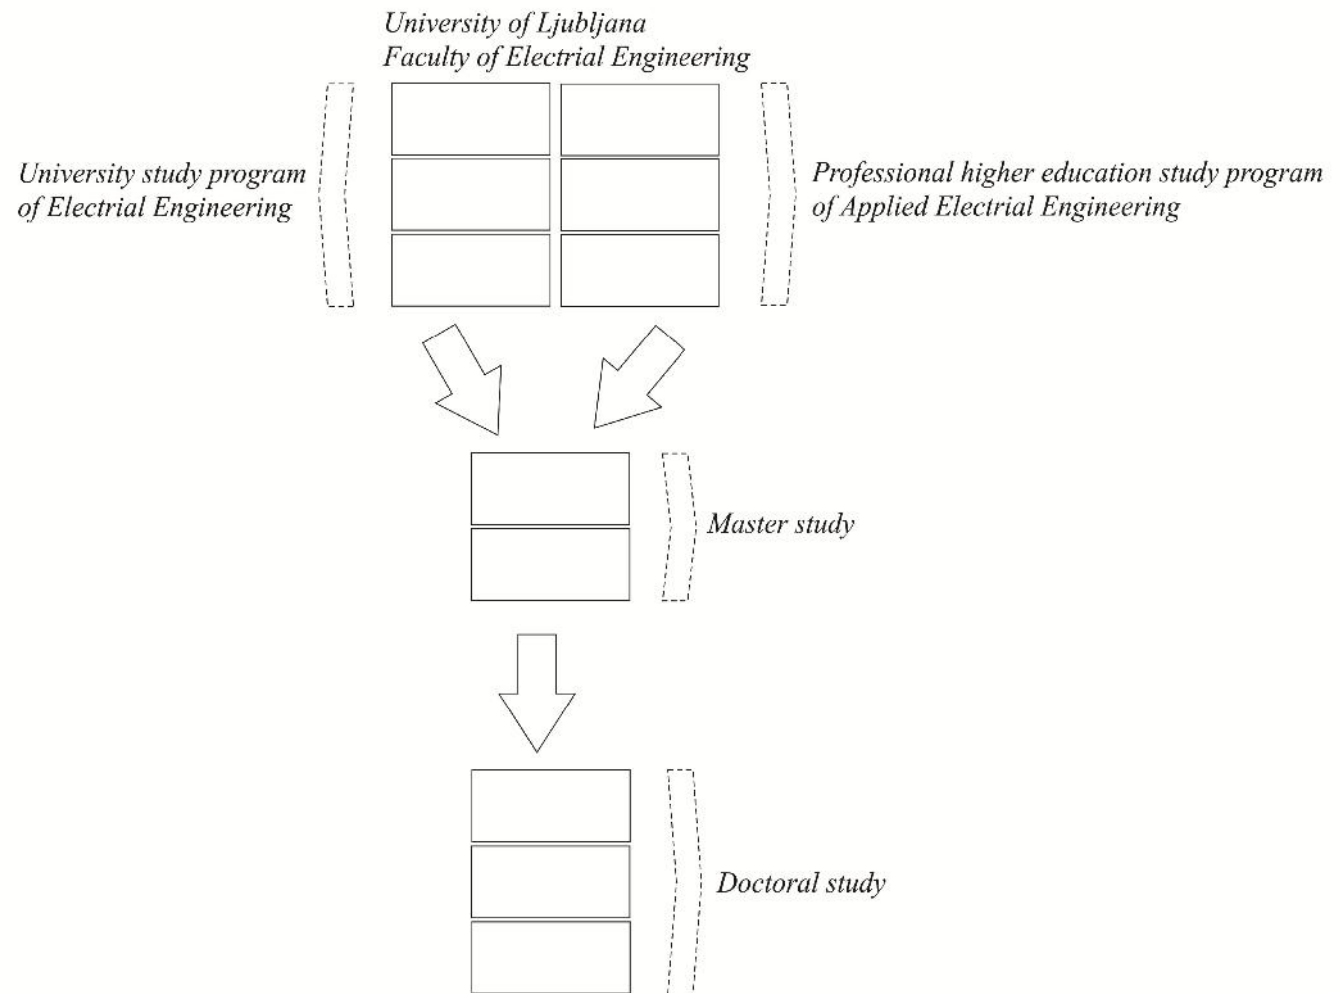 University of Ljubljana
Faculty of Electrial Engineering
University study program
of Electrial Engineering
Professional higher education study program
of Applied Electrial Engineering
Master study
Doctoral study